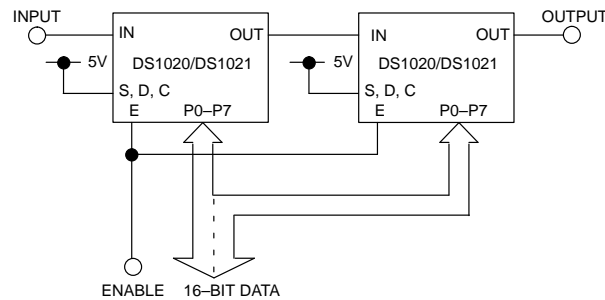 INPUT OUTPUT
IN OUT IN OUT
5V DS1020/DS1021 5V DS1020/DS1021
S, D, C S, D, C
E P0–P7 E P0–P7
ENABLE 16–BIT DATA